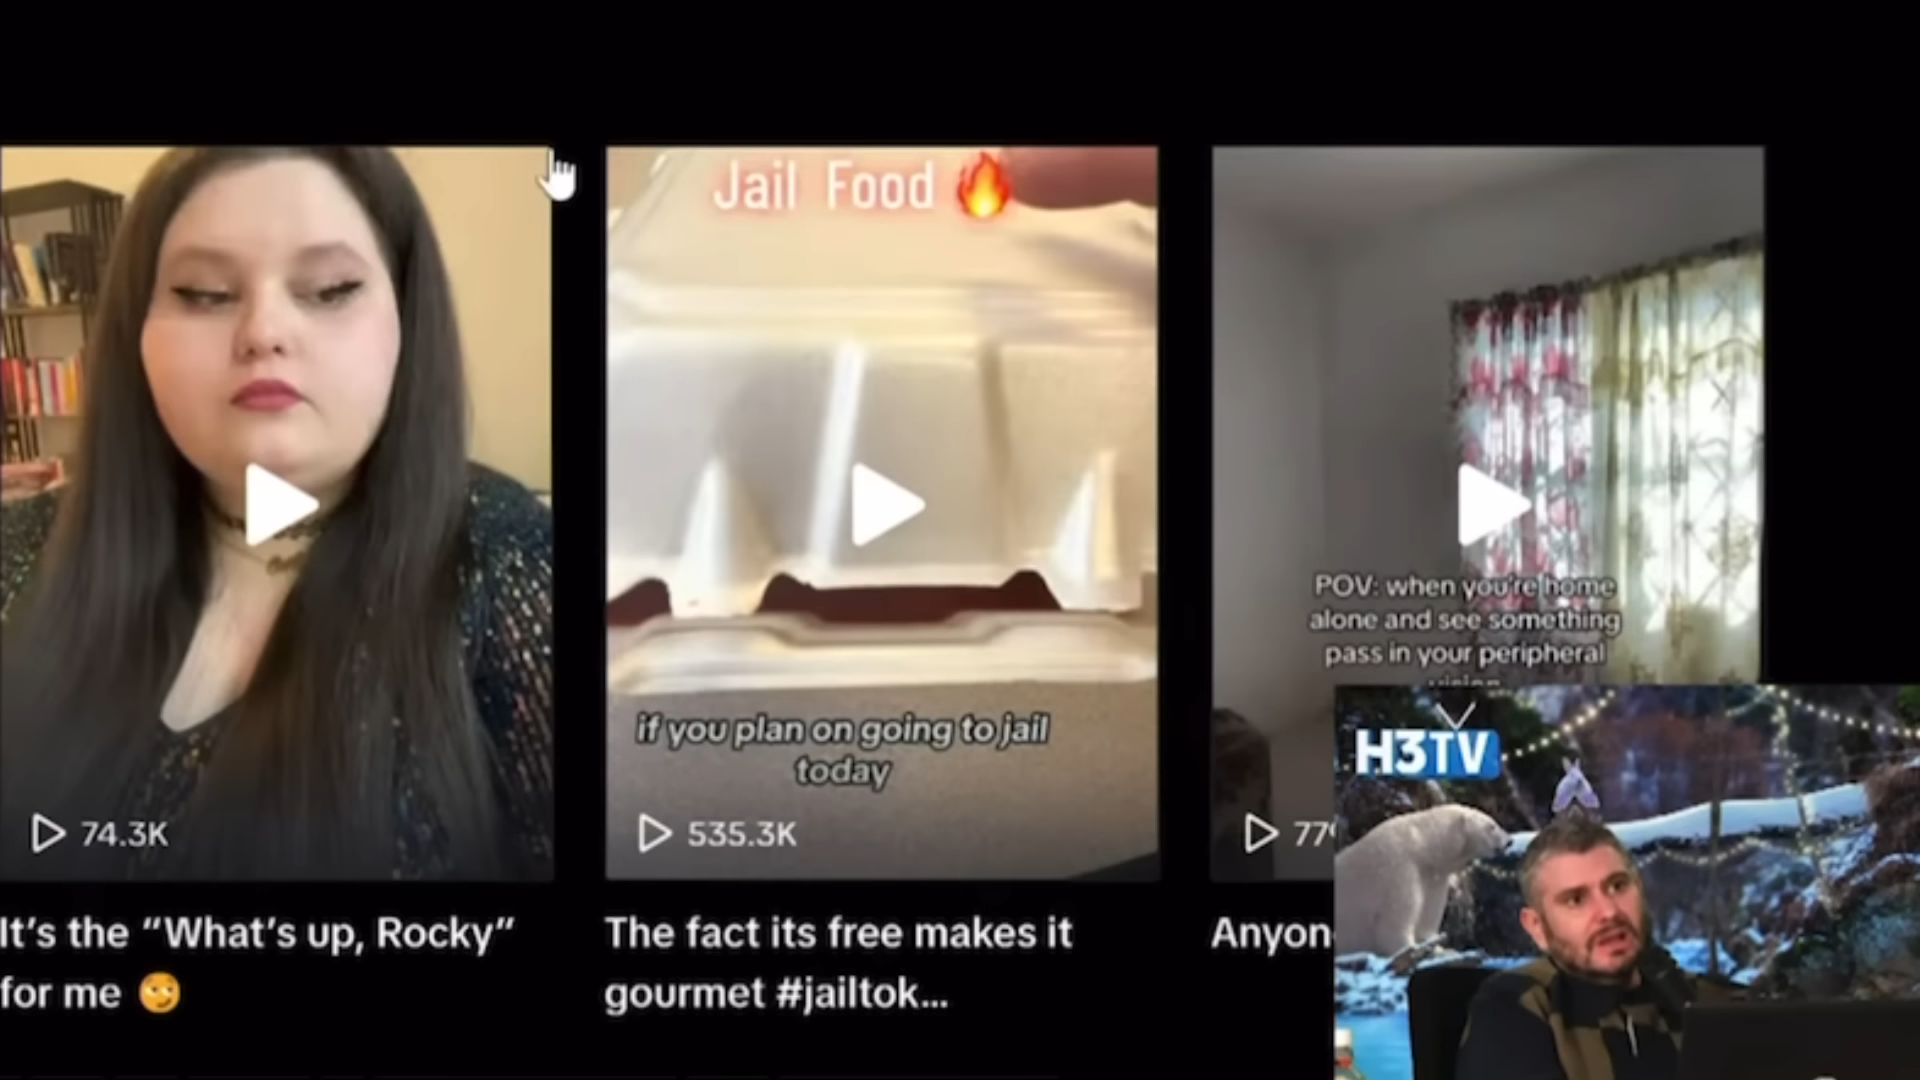 Jail Food 🔥
if you plan on going to jail
today
POV: when you're home
alone and see something
pass in your peripheral
vision
H3TV
74.3K
535.3K
77
It's the "What's up, Rocky"
for me 😏
The fact its free makes it
gourmet #jailtok...
Anyon